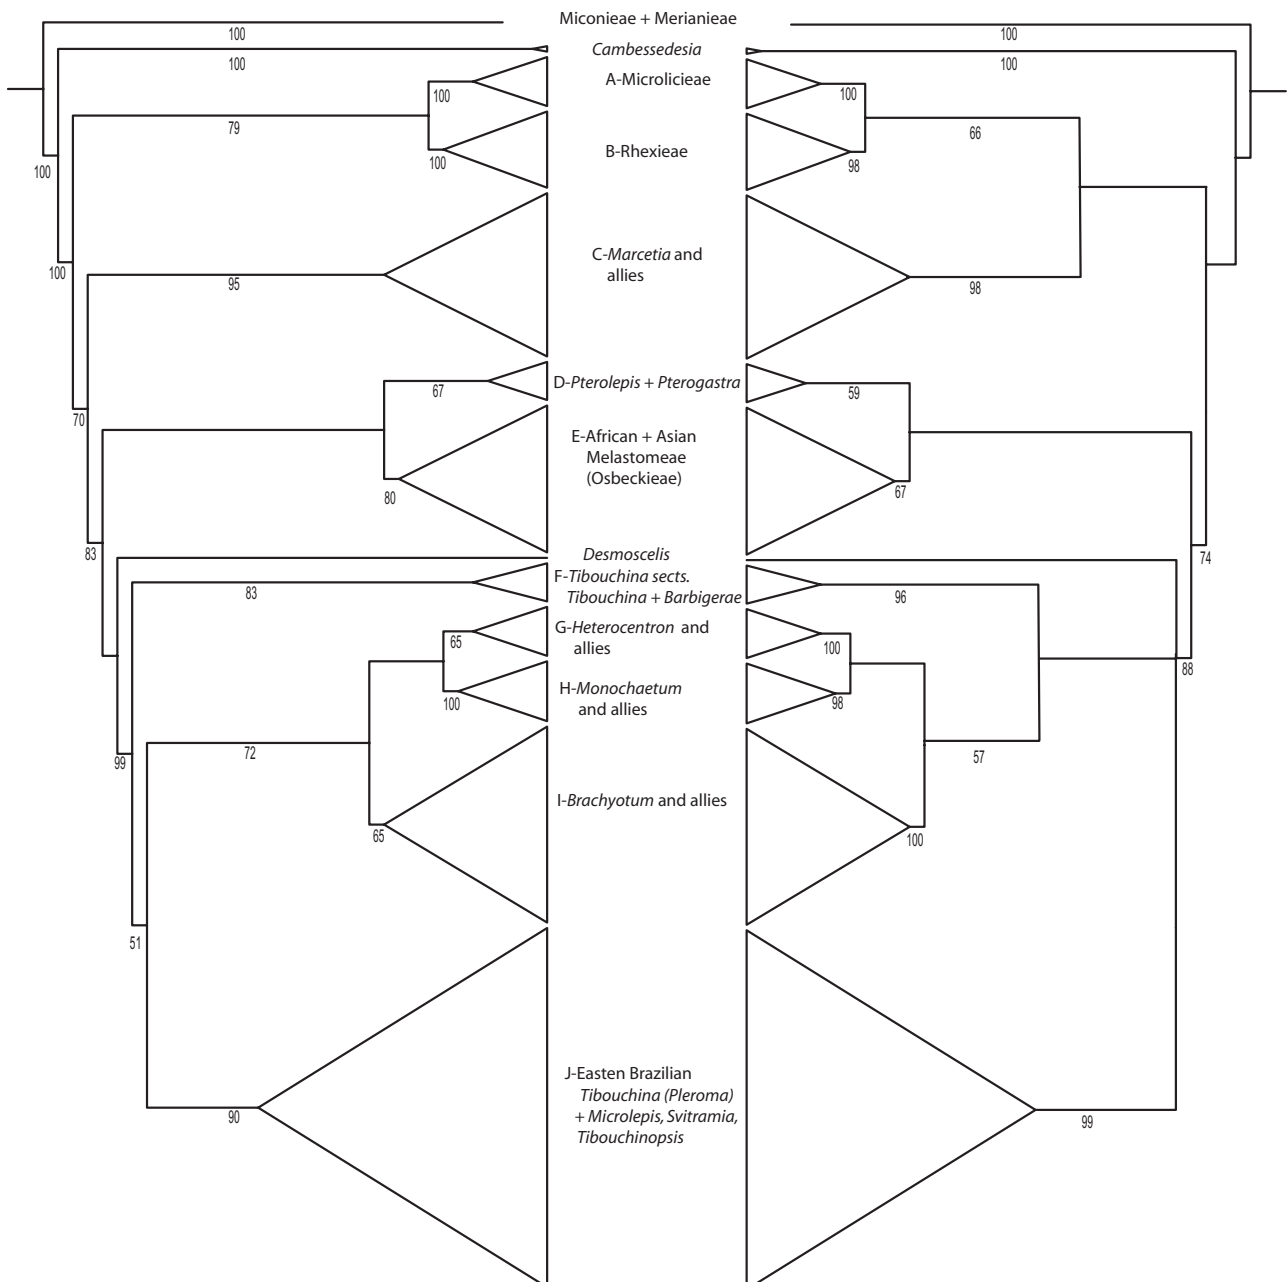 Miconieae + Merianieae
100
100
Cambessedesia
100
100
A-Microlicieae
100
100
79
66
B-Rhexieae
100
98
100
C-Marcetia and
allies
100
95
98
D-Pterolepis + Pterogastra
67
59
70
E-African + Asian
Melastomeae
(Osbeckieae)
80
67
83
Desmoscelis
74
F-Tibouchina sects.
Tibouchina + Barbigerae
83
96
G-Heterocentron and
allies
65
100
88
H-Monochaetum
and allies
100
98
72
57
99
I-Brachyotum and allies
65
100
51
J-Easten Brazilian
Tibouchina (Pleroma)
+ Microlepis, Svitramia,
Tibouchinopsis
90
99